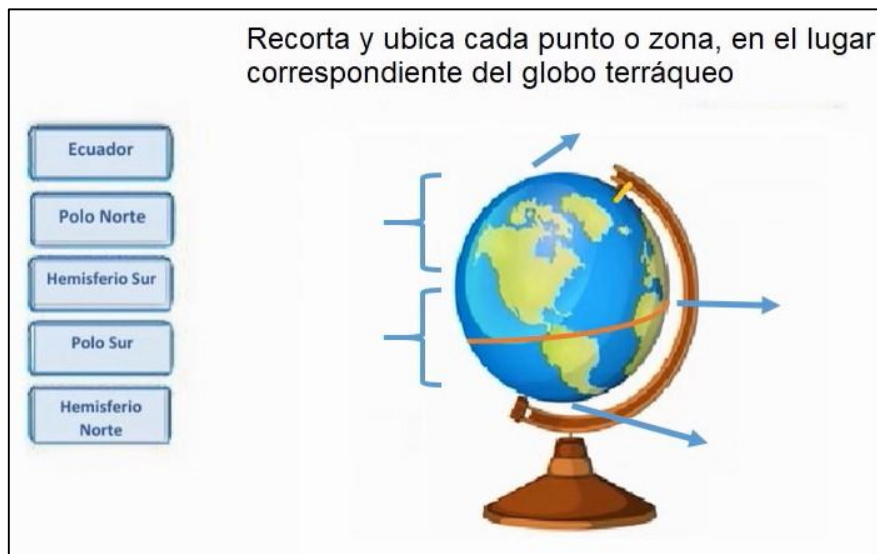 Recorta y ubica cada punto o zona, en el lugar
correspondiente del globo terráqueo
Ecuador
Polo Norte
Hemisferio Sur
Polo Sur
Hemisferio
Norte